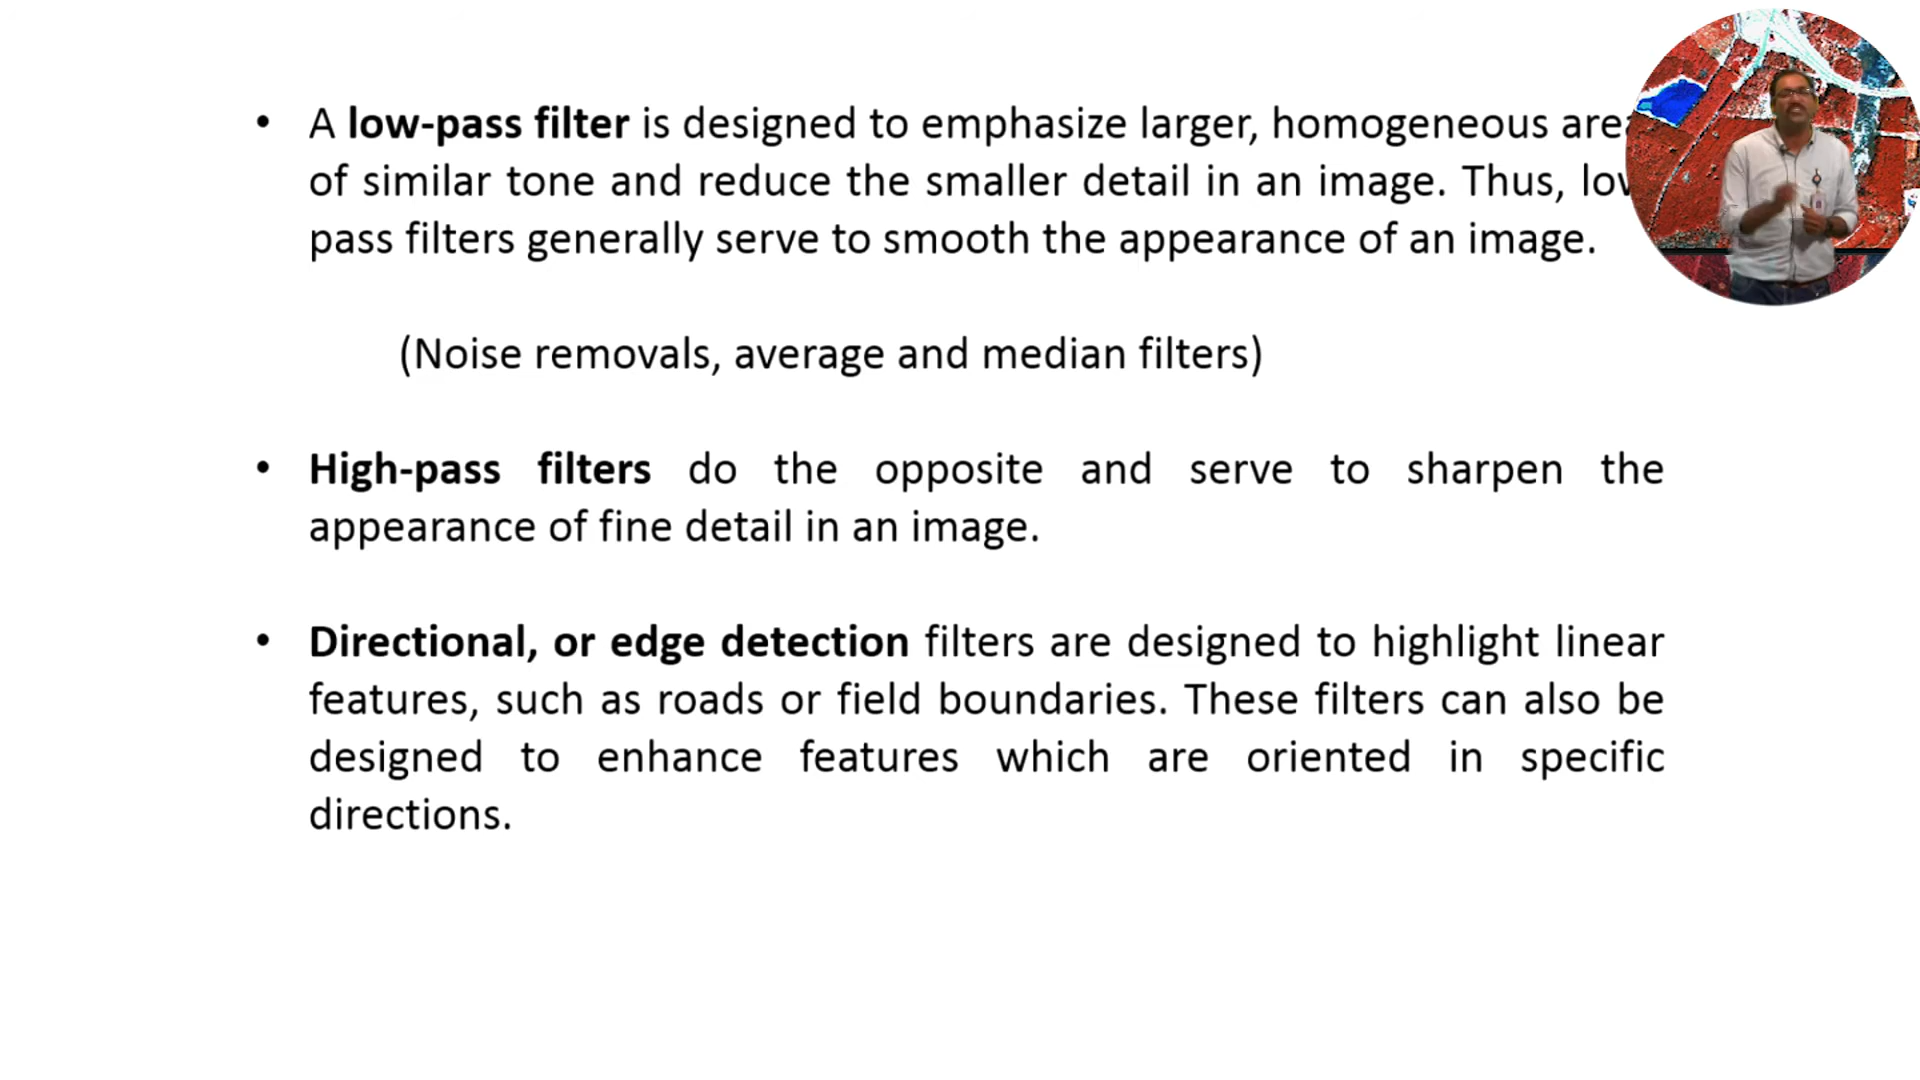 • A low-pass filter is designed to emphasize larger, homogeneous
of similar tone and reduce the smaller detail in an image. Thus,
pass filters generally serve to smooth the appearance of an image.
(Noise removals, average and median filters)
• High-pass filters do the opposite and serve to sharpen the
appearance of fine detail in an image.
• Directional, or edge detection filters are designed to highlight linear
features, such as roads or field boundaries. These filters can also be
designed to enhance features which are oriented in specific
directions.